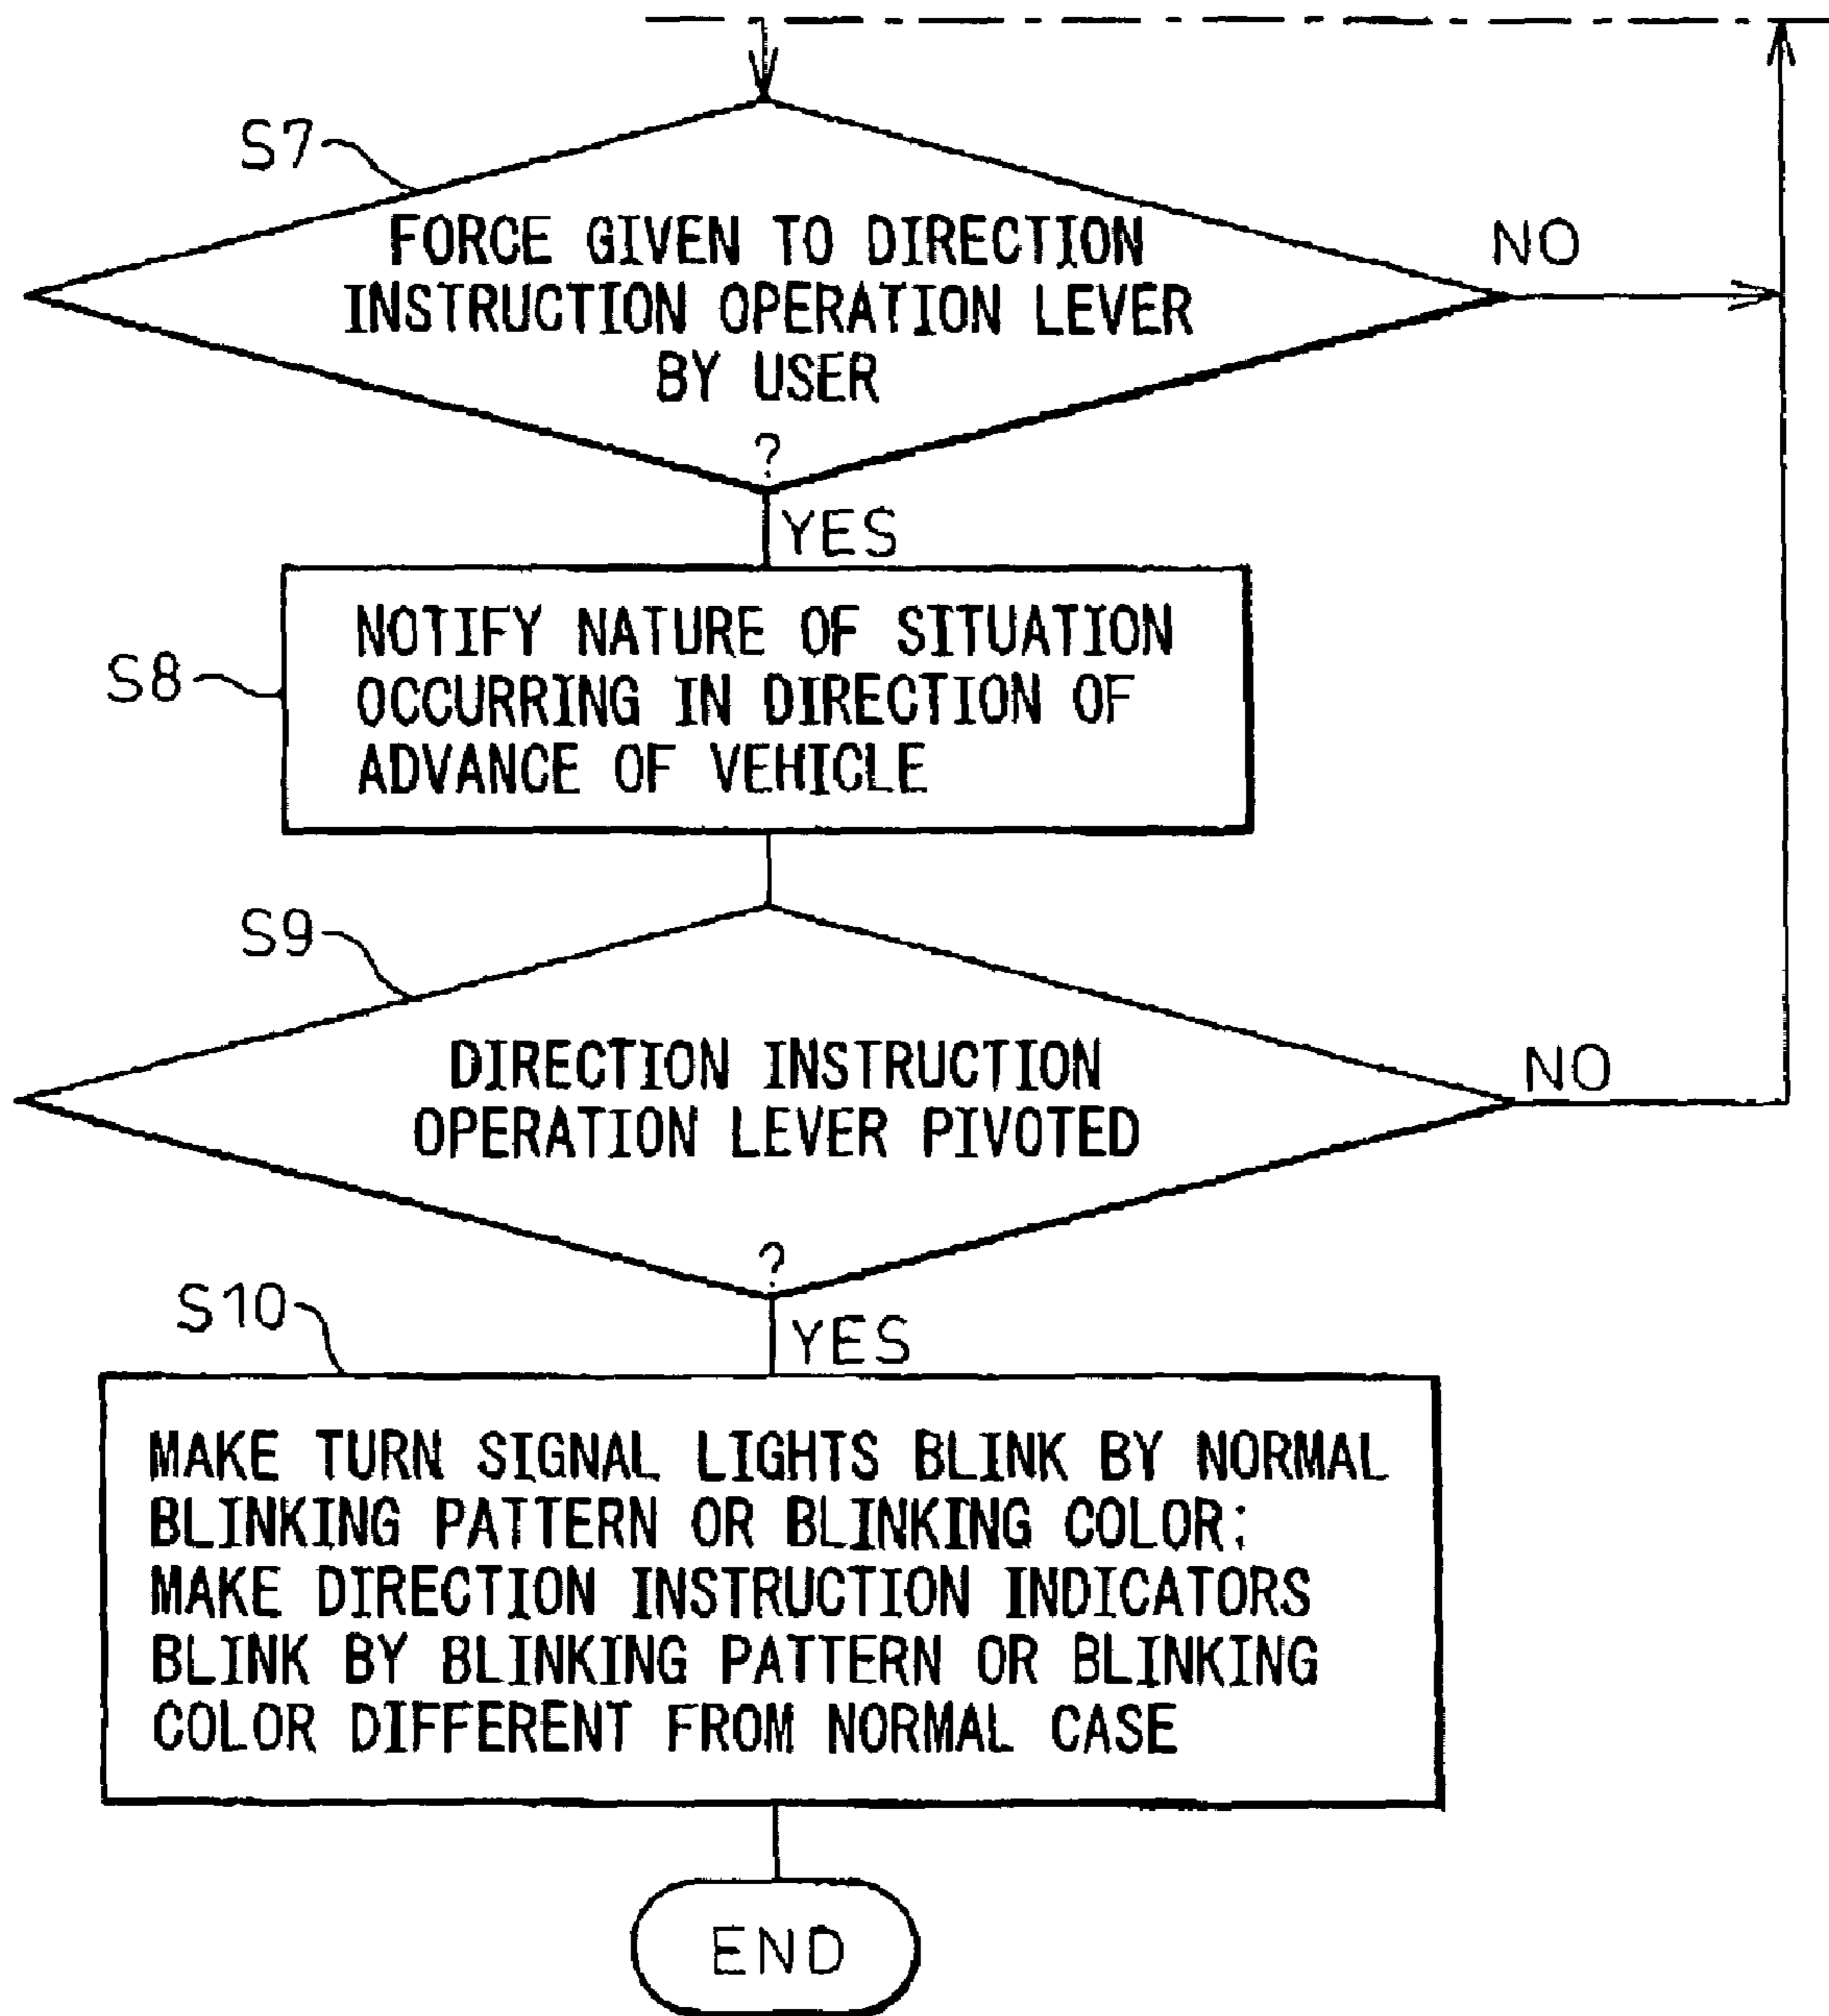 S7
FORCE GIVEN TO DIRECTION
INSTRUCTION OPERATION LEVER
BY USER
?
NO
YES
S8
NOTIFY NATURE OF SITUATION
OCCURRING IN DIRECTION OF
ADVANCE OF VEHICLE
S9
DIRECTION INSTRUCTION
OPERATION LEVER PIVOTED
?
NO
YES
S10
MAKE TURN SIGNAL LIGHTS BLINK BY NORMAL
BLINKING PATTERN OR BLINKING COLOR;
MAKE DIRECTION INSTRUCTION INDICATORS
BLINK BY BLINKING PATTERN OR BLINKING
COLOR DIFFERENT FROM NORMAL CASE
END